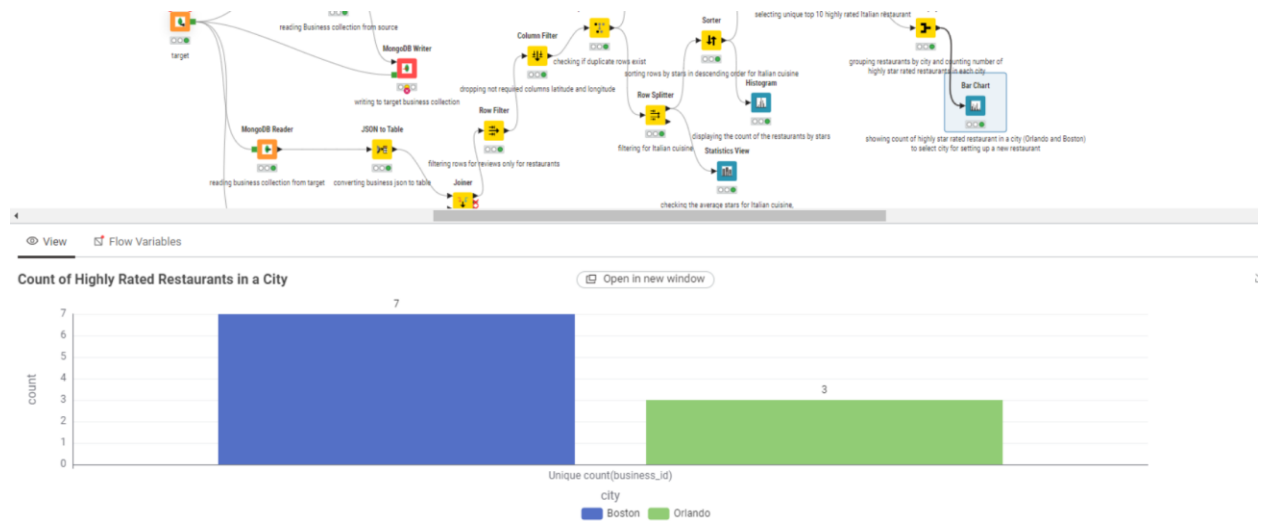 selecting unique top 10 highly rated Italian restaurant
Sorter
reading Business collection from source
Column Filter
target
MongoDB Writer
checking if duplicate rows exist
grouping restaurants by city and counting number of
highly star rated restaurants in each city
sorting rows by stars in descending order for Italian cuisine
Histogram
Bar Chart
dropping not required columns latitude and longitude
Row Splitter
writing to target business collection
Row Filter
MongoDB Reader
JSON to Table
displaying the count of the restaurants by stars
showing count of highly star rated restaurant in a city (Orlando and Boston)
to select city for setting up a new restaurant
filtering for Italian cuisine
Statistics View
filtering rows for reviews only for restaurants
reading business collection from target
converting business json to table
Joiner
checking the average stars for Italian cuisine,
View
Flow Variables
Count of Highly Rated Restaurants in a City
Open in new window
7
7
6
5
4
3
3
2
1
0
count
Unique count(business_id)
city
Boston
Orlando